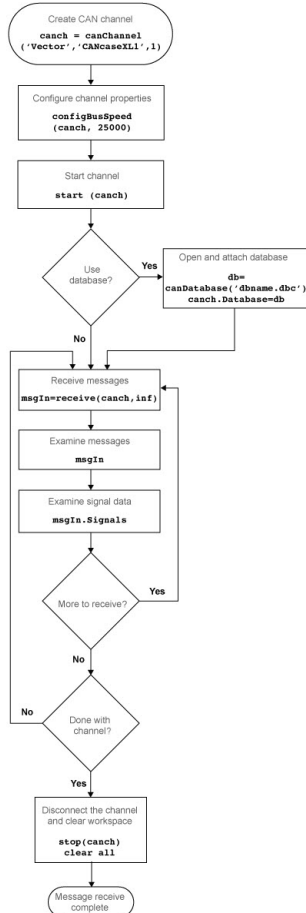 Create CAN channel
canch = canChannel
('Vector','CANcaseXL1',1)
Configure channel properties
configBusSpeed
(canch, 25000)
Start channel
start (canch)
Use
database?
Yes
Open and attach database
db=
canDatabase('dbname.dbc')
canch.Database=db
No
Receive messages
msgIn=receive(canch,inf)
Examine messages
msgIn
Examine signal data
msgIn.Signals
More to receive?
Yes
No
Done with
channel?
No
Yes
Disconnect the channel
and clear workspace
stop(canch)
clear all
Message receive
complete